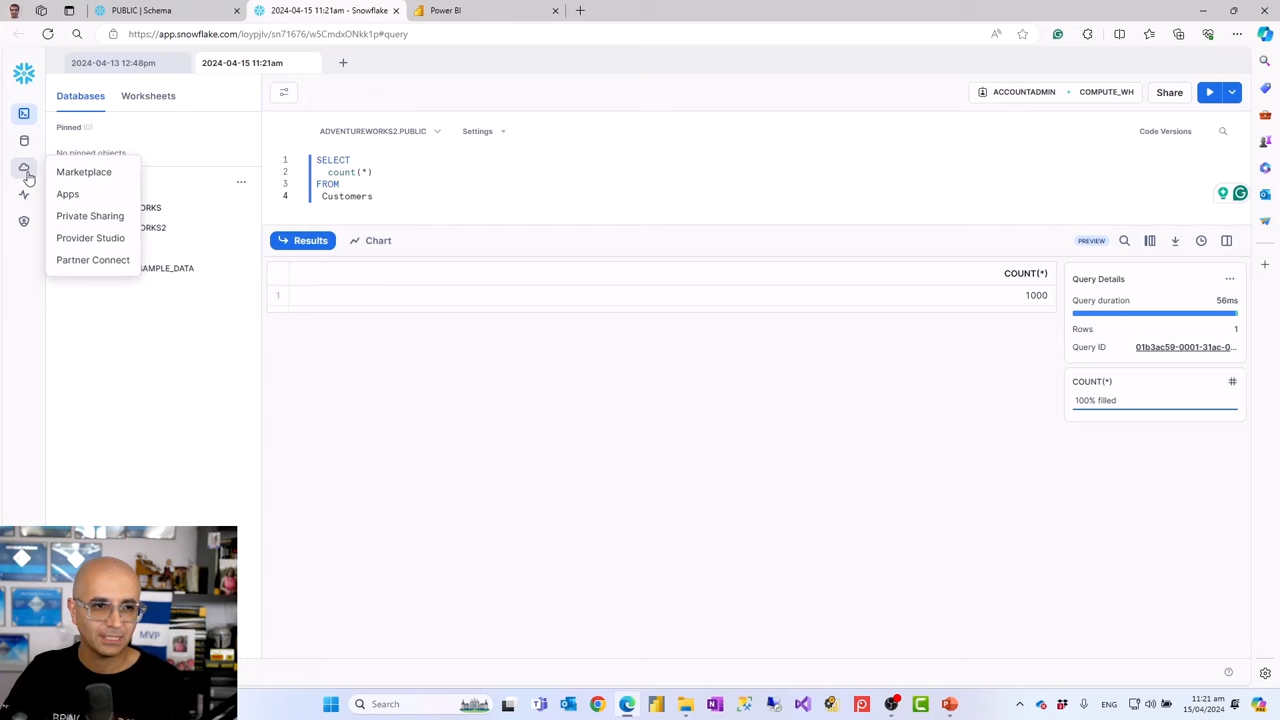 PUBLIC Schema
2024-04-15 11:21am - Snowflake
Power BI
https://app.snowflake.com/loypjlv/sn71676/w5CmdxONkk1p#query
2024-04-13 12:48pm
2024-04-15 11:21am
Databases
Worksheets
ACCOUNTADMIN
COMPUTE_WH
Share
Pinned (0)
No pinned objects
ADVENTUREWORKS2.PUBLIC
Settings
Code Versions
Marketplace
Apps
Private Sharing
Provider Studio
Partner Connect
ORKS
ORKS2
SAMPLE_DATA
1 SELECT
2 count(*)
3 FROM
4 Customers
Results
Chart
PREVIEW
COUNT(*)
1 1000
Query Details
Query duration 56ms
Rows 1
Query ID 01b3ac59-0001-31ac-0...
COUNT(*)
100% filled
MVP
Search
ENG
11:21 AM
15/04/2024